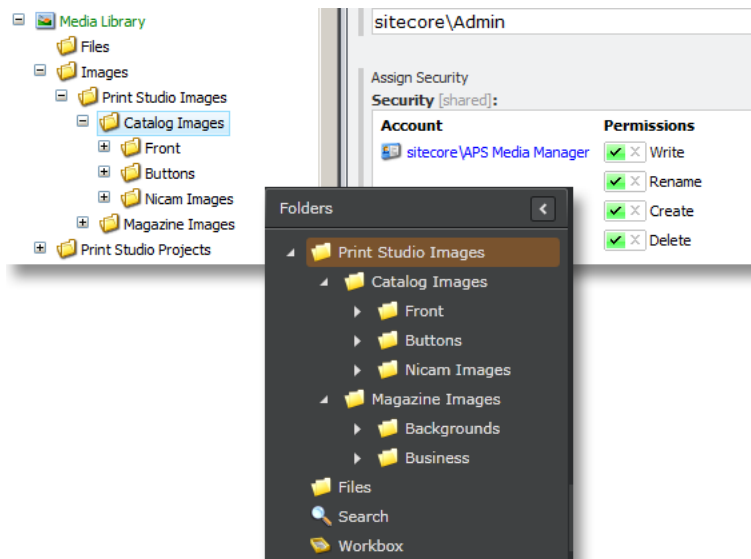 Media Library
Files
Images
Print Studio Images
Catalog Images
Front
Buttons
Nicam Images
Magazine Images
Print Studio Projects
sitecore\Admin
Assign Security
Security [shared]:
Account Permissions
sitecore\APS Media Manager Write
Rename
Create
Delete
Folders
Print Studio Images
Catalog Images
Front
Buttons
Nicam Images
Magazine Images
Backgrounds
Business
Files
Search
Workbox